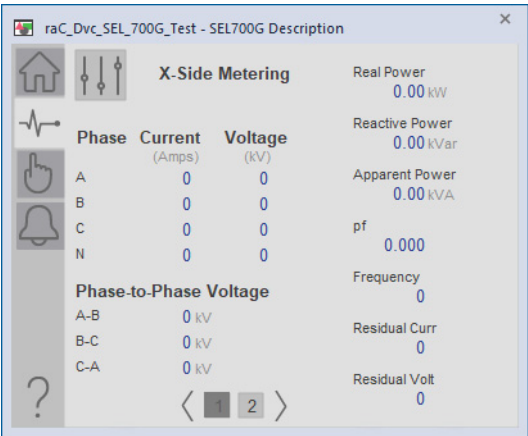 raC_Dvc_SEL_700G_Test - SEL700G Description
X-Side Metering
Phase Current Voltage
(Amps) (kV)
A 0 0
B 0 0
C 0 0
N 0 0
Phase-to-Phase Voltage
A-B 0 kV
B-C 0 kV
C-A 0 kV
1 2
Real Power
0.00 kW
Reactive Power
0.00 kVar
Apparent Power
0.00 kVA
pf
0.000
Frequency
0
Residual Curr
0
Residual Volt
0
?